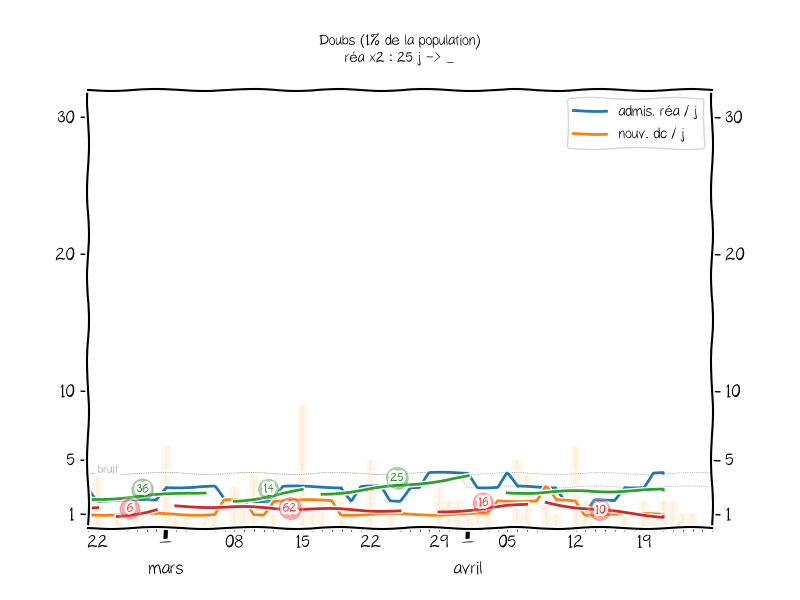 Doubs (1% de la population)
réa x2 : 25 j -> _
admis. réa / j
nouv. dc / j
30 30
20 20
10 10
5 5
1 1
bruit
36 14 25
6 62 16 10
22 1 08 15 22 29 1 05 12 19
mars avril